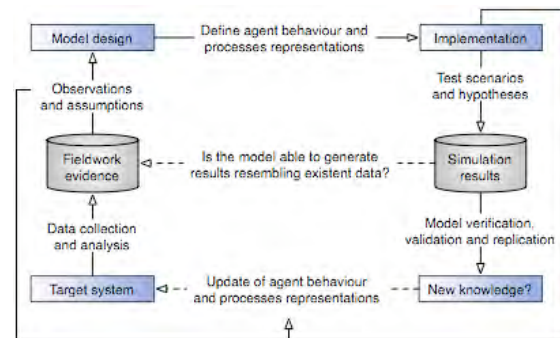 Model design
Define agent behaviour and
processes representations
Implementation
Observations
and assumptions
Test scenarios
and hypotheses
Fieldwork
evidence
Is the model able to generate
results resembling existent data?
Simulation
results
Data collection
and analysis
Model verification,
validation and replication
Target system
Update of agent behaviour
and processes representations
New knowledge?